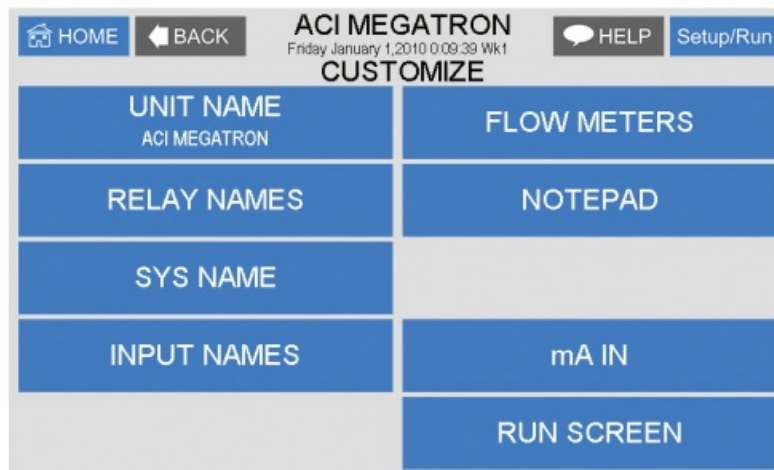 HOME
BACK
ACI MEGATRON
Friday January 1,2010 0:09:39 Wk1
HELP
Setup/Run
CUSTOMIZE
UNIT NAME
ACI MEGATRON
FLOW METERS
RELAY NAMES
NOTEPAD
SYS NAME
INPUT NAMES
mA IN
RUN SCREEN